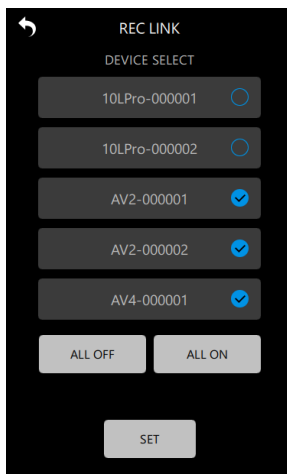 REC LINK
DEVICE SELECT
10LPro-000001
10LPro-000002
AV2-000001
AV2-000002
AV4-000001
ALL OFF ALL ON
SET